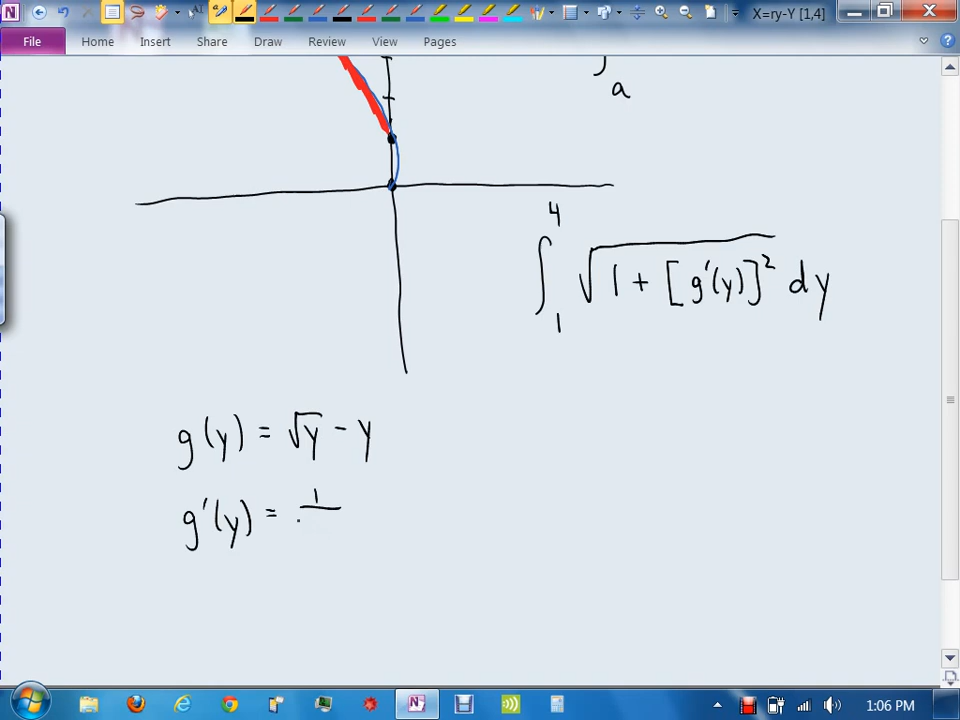 X=ry-Y [1,4]
File Home Insert Share Draw Review View Pages
a
4
∫ √1 + [g'(y)]² dy
1
g(y) = √y - y
g'(y) = 1
1:06 PM